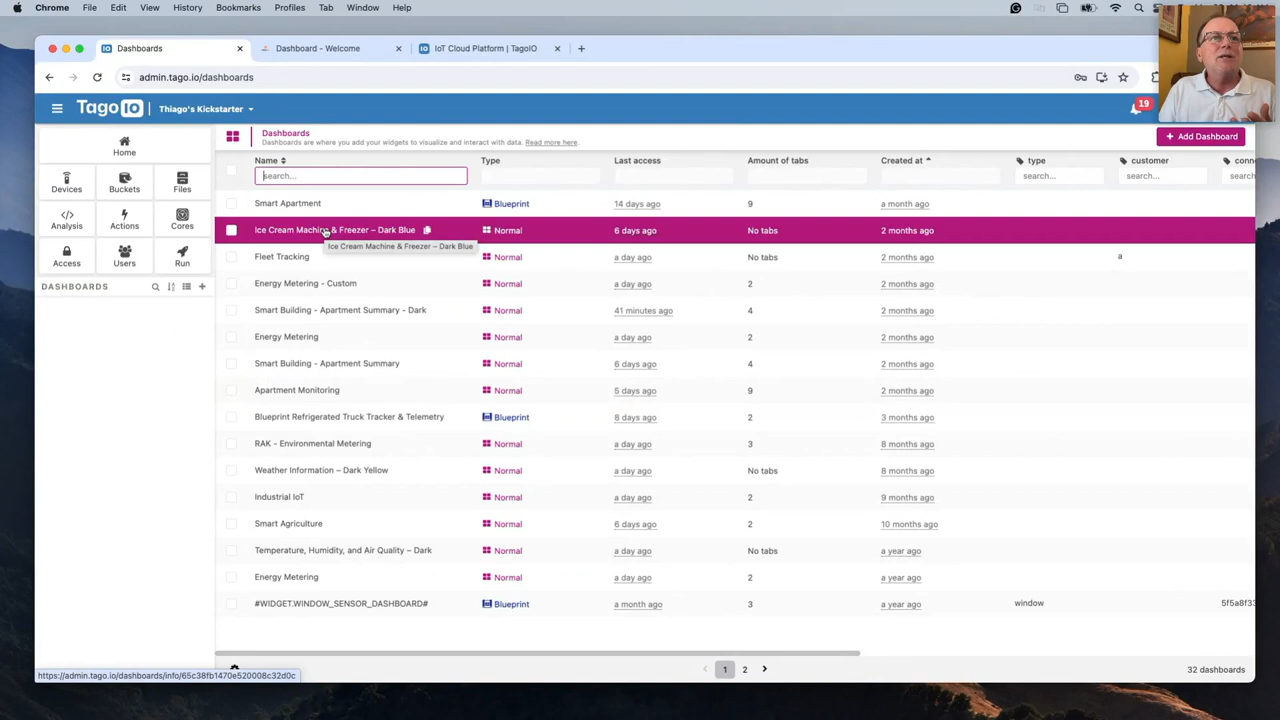 Chrome File Edit View History Bookmarks Profiles Tab Window Help
Dashboards Dashboard - Welcome IoT Cloud Platform | TagoIO
admin.tago.io/dashboards
Tago IO Thiago's Kickstarter 19
Home
Devices Buckets Files
Analysis Actions Cores
Access Users Run
DASHBOARDS
Dashboards
Dashboards are where you add your widgets to visualize and interact with data. Read more here.
+ Add Dashboard
Name Type Last access Amount of tabs Created at type customer conn
search... search... search... search
Smart Apartment Blueprint 14 days ago 9 a month ago
Ice Cream Machine & Freezer – Dark Blue Normal 6 days ago No tabs 2 months ago
Ice Cream Machine & Freezer – Dark Blue
Fleet Tracking Normal a day ago No tabs 2 months ago a
Energy Metering - Custom Normal a day ago 2 2 months ago
Smart Building - Apartment Summary - Dark Normal 41 minutes ago 4 2 months ago
Energy Metering Normal a day ago 2 2 months ago
Smart Building - Apartment Summary Normal 6 days ago 4 2 months ago
Apartment Monitoring Normal 5 days ago 9 2 months ago
Blueprint Refrigerated Truck Tracker & Telemetry Blueprint 8 days ago 2 3 months ago
RAK - Environmental Metering Normal a day ago 3 8 months ago
Weather Information – Dark Yellow Normal a day ago No tabs 8 months ago
Industrial IoT Normal a day ago 2 9 months ago
Smart Agriculture Normal 6 days ago 2 10 months ago
Temperature, Humidity, and Air Quality – Dark Normal a day ago No tabs a year ago
Energy Metering Normal a day ago 2 a year ago
#WIDGET.WINDOW_SENSOR_DASHBOARD# Blueprint a month ago 3 a year ago window 5f5a8f33
1 2 32 dashboards
https://admin.tago.io/dashboards/info/65c38fb1470e520008c32d0c